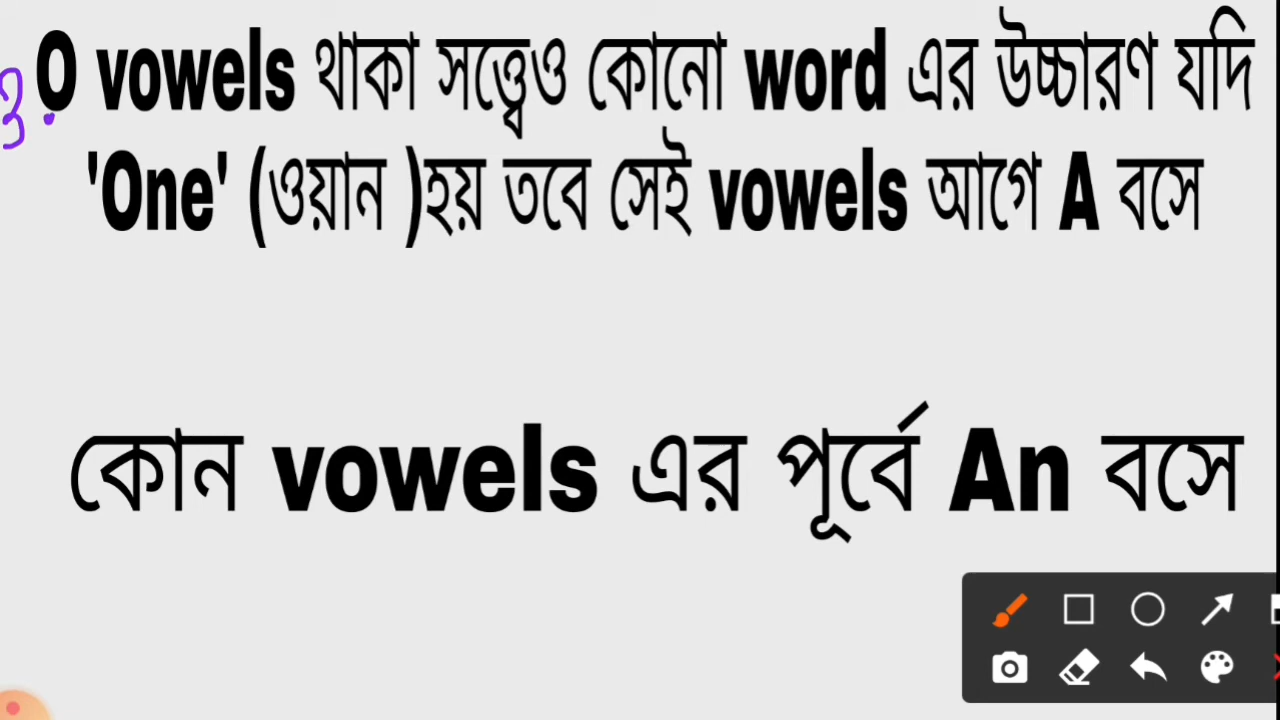 O vowels থাকা সত্ত্বেও কোনো word এর উচ্চারণ যদি
'One' (ওয়ান )হয় তবে সেই vowels আগে A বসে
কোন vowels এর পূর্বে An বসে